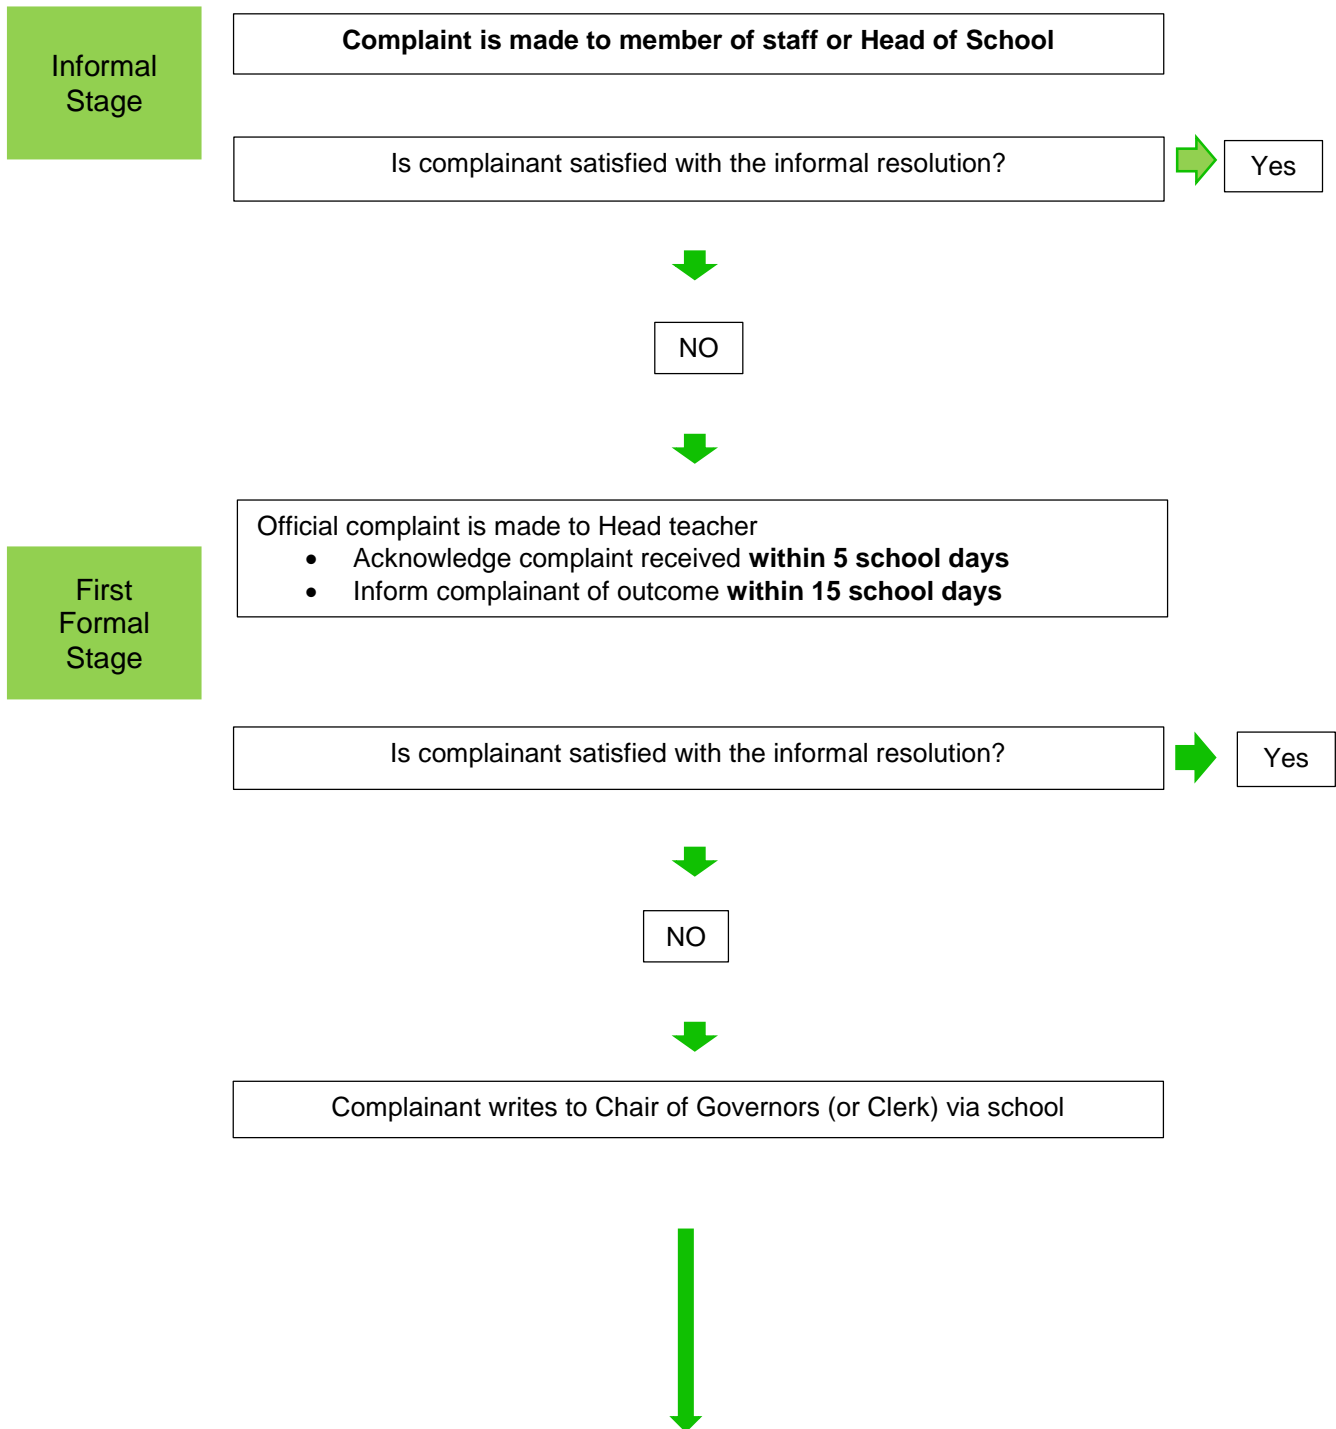 Informal
Stage
Complaint is made to member of staff or Head of School
Is complainant satisfied with the informal resolution?
Yes
NO
First
Formal
Stage
Official complaint is made to Head teacher
• Acknowledge complaint received within 5 school days
• Inform complainant of outcome within 15 school days
Is complainant satisfied with the informal resolution?
Yes
NO
Complainant writes to Chair of Governors (or Clerk) via school